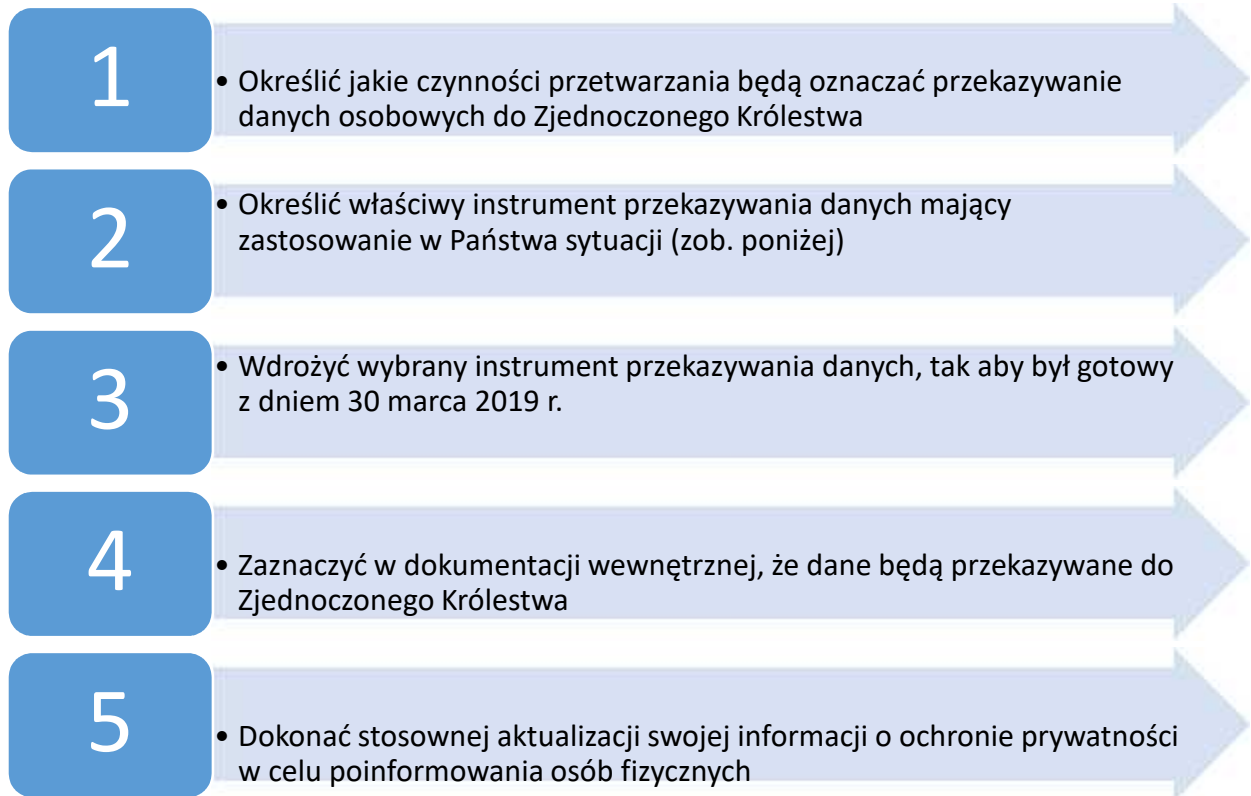 1
• Określić jakie czynności przetwarzania będą oznaczać przekazywanie
danych osobowych do Zjednoczonego Królestwa
2
• Określić właściwy instrument przekazywania danych mający
zastosowanie w Państwa sytuacji (zob. poniżej)
3
• Wdrożyć wybrany instrument przekazywania danych, tak aby był gotowy
z dniem 30 marca 2019 r.
4
• Zaznaczyć w dokumentacji wewnętrznej, że dane będą przekazywane do
Zjednoczonego Królestwa
5
• Dokonać stosownej aktualizacji swojej informacji o ochronie prywatności
w celu poinformowania osób fizycznych